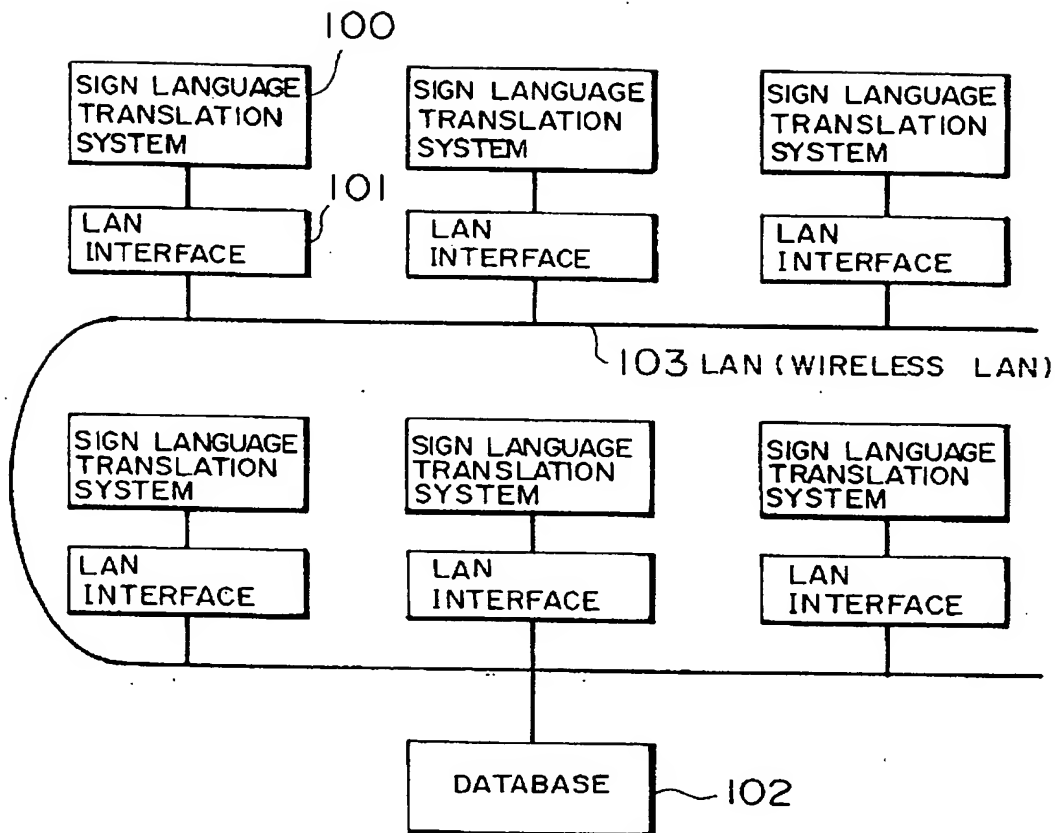 100
SIGN LANGUAGE
TRANSLATION
SYSTEM
SIGN LANGUAGE
TRANSLATION
SYSTEM
SIGN LANGUAGE
TRANSLATION
SYSTEM
101
LAN
INTERFACE
LAN
INTERFACE
LAN
INTERFACE
103 LAN (WIRELESS LAN)
SIGN LANGUAGE
TRANSLATION
SYSTEM
SIGN LANGUAGE
TRANSLATION
SYSTEM
SIGN LANGUAGE
TRANSLATION
SYSTEM
LAN
INTERFACE
LAN
INTERFACE
LAN
INTERFACE
DATABASE
102